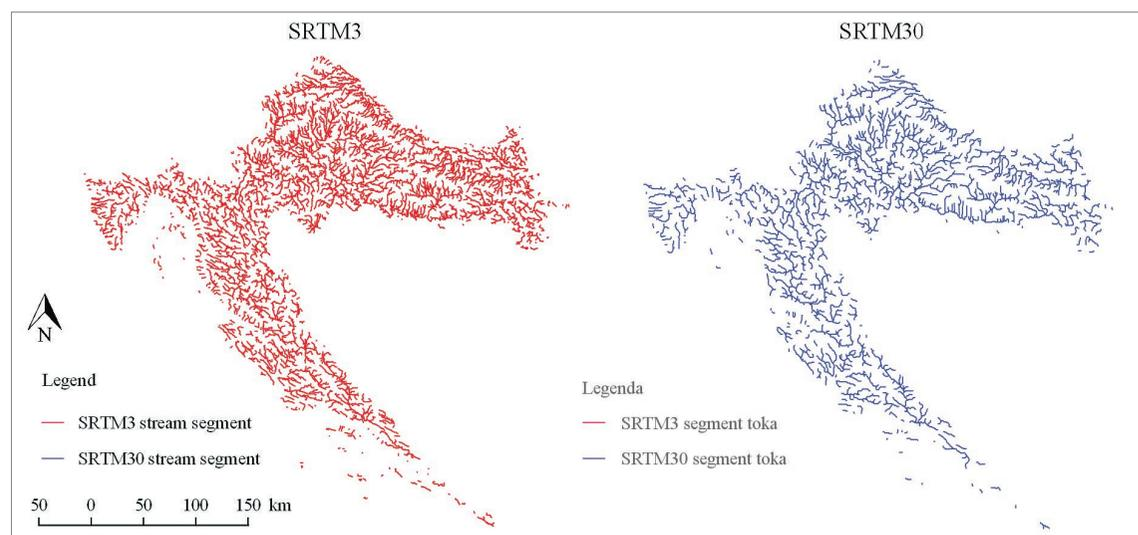 SRTM3
SRTM30
N
Legend
SRTM3 stream segment
SRTM30 stream segment
50 0 50 100 150 km
Legenda
SRTM3 segment toka
SRTM30 segment toka